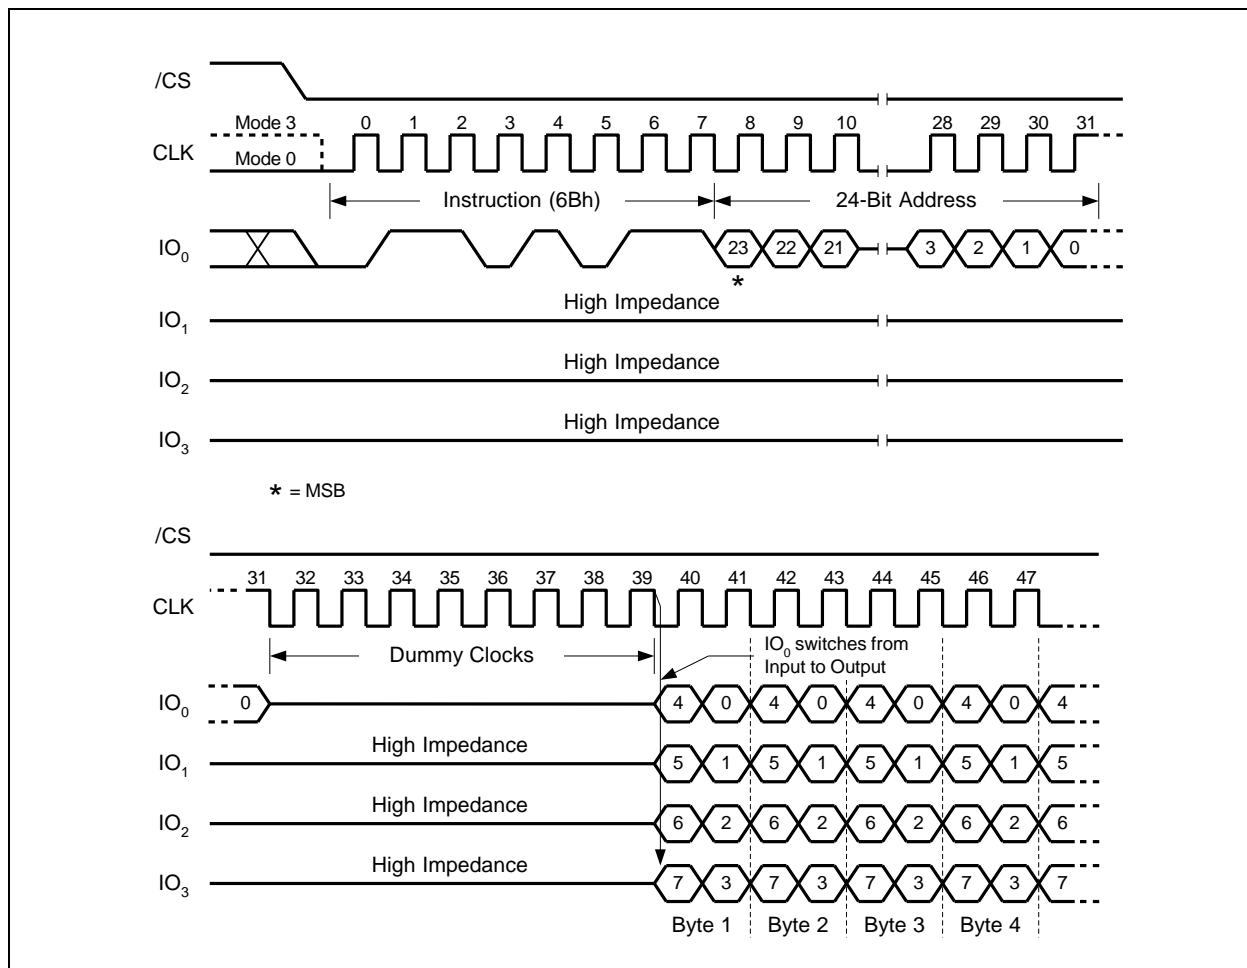 /CS
Mode 3 0 1 2 3 4 5 6 7 8 9 10 28 29 30 31
CLK
Mode 0
Instruction (6Bh) 24-Bit Address
IO0 23 22 21 3 2 1 0
*
High Impedance
IO1
High Impedance
IO2
High Impedance
IO3
* = MSB
/CS
31 32 33 34 35 36 37 38 39 40 41 42 43 44 45 46 47
CLK
Dummy Clocks
IO0 switches from
Input to Output
IO0 0 4 0 4 0 4 0 4 0 4
High Impedance
IO1 5 1 5 1 5 1 5 1 5
High Impedance
IO2 6 2 6 2 6 2 6 2 6
High Impedance
IO3 7 3 7 3 7 3 7 3 7
Byte 1 Byte 2 Byte 3 Byte 4